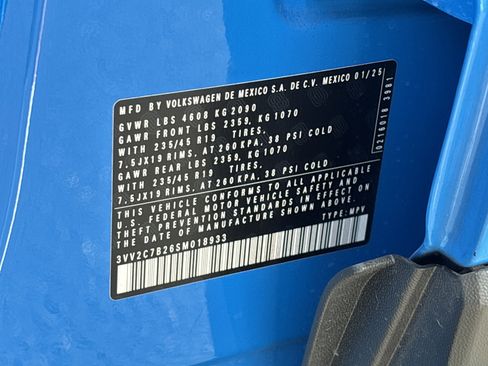 MFD BY VOLKSWAGEN DE MEXICO S.A. DE C.V. MEXICO 01/25
GVWR LBS 4608 KG 2090
GAWR FRONT LBS 2359, KG 1070
WITH 235/45 R19 TIRES.
7.5JX19 RIMS, AT 260 KPA, 38 PSI COLD
GAWR REAR LBS 2359, KG 1070
WITH 235/45 R19 TIRES.
7.5JX19 RIMS, AT 260 KPA, 38 PSI COLD
THIS VEHICLE CONFORMS TO ALL APPLICABLE
U.S. FEDERAL MOTOR VEHICLE SAFETY AND
THEFT PREVENTION STANDARDS IN EFFECT ON
THE DATE OF MANUFACTURE SHOWN ABOVE.
3VV2C7B26SM018933 TYPE: MPV
0216018 3981